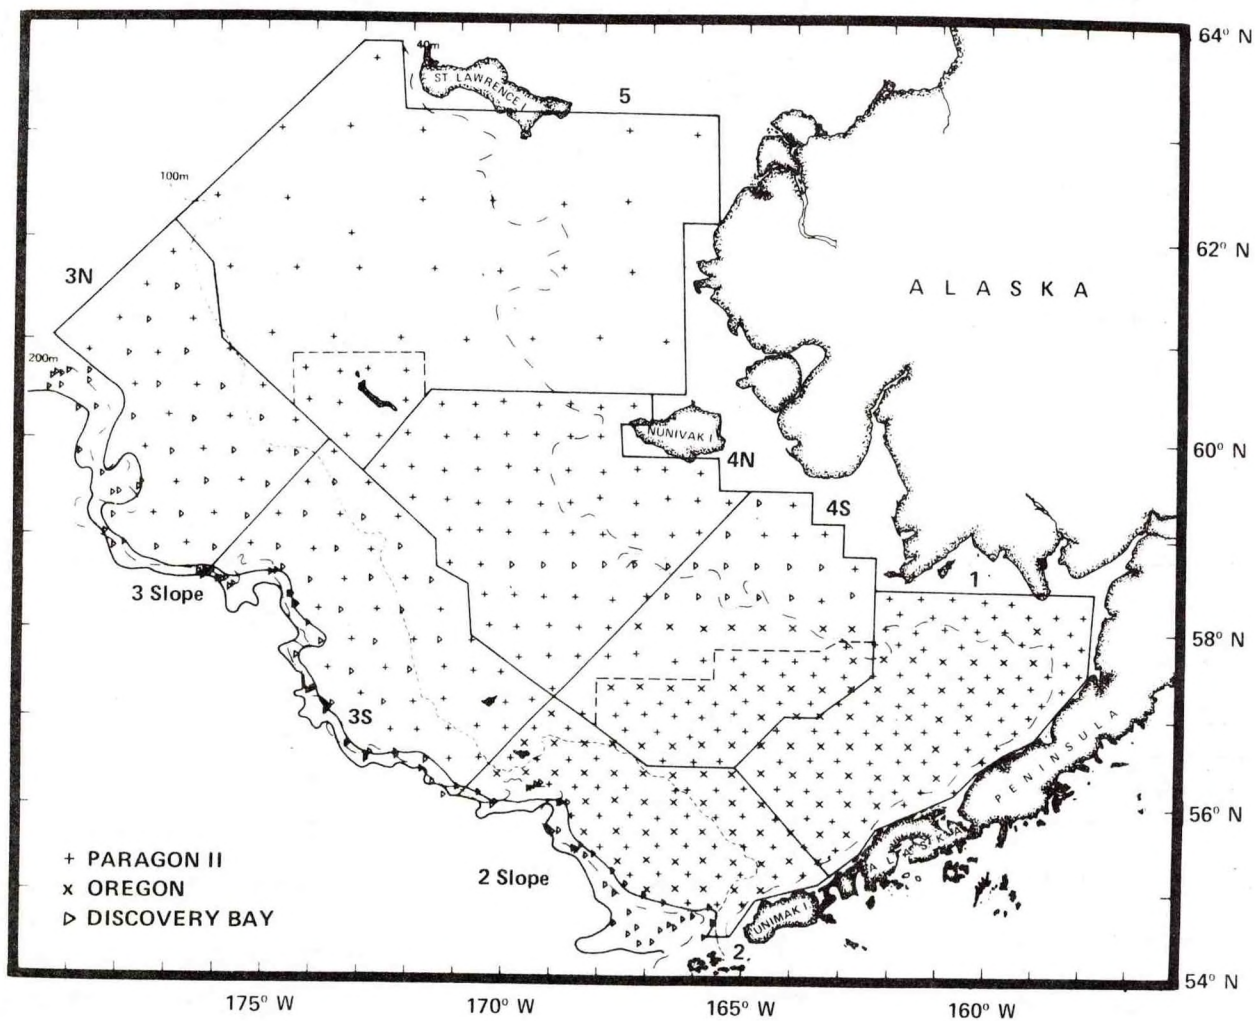 64° N
40m
ST. LAWRENCE I
5
100m
62° N
3N
ALASKA
200m
60° N
NUNIVAK I
4N
4S
1
3 Slope
58° N
3S
PENINSULA
56° N
+ PARAGON II
x OREGON
▷ DISCOVERY BAY
2 Slope
ALASKA
UNIMAK I
2
54° N
175° W
170° W
165° W
160° W